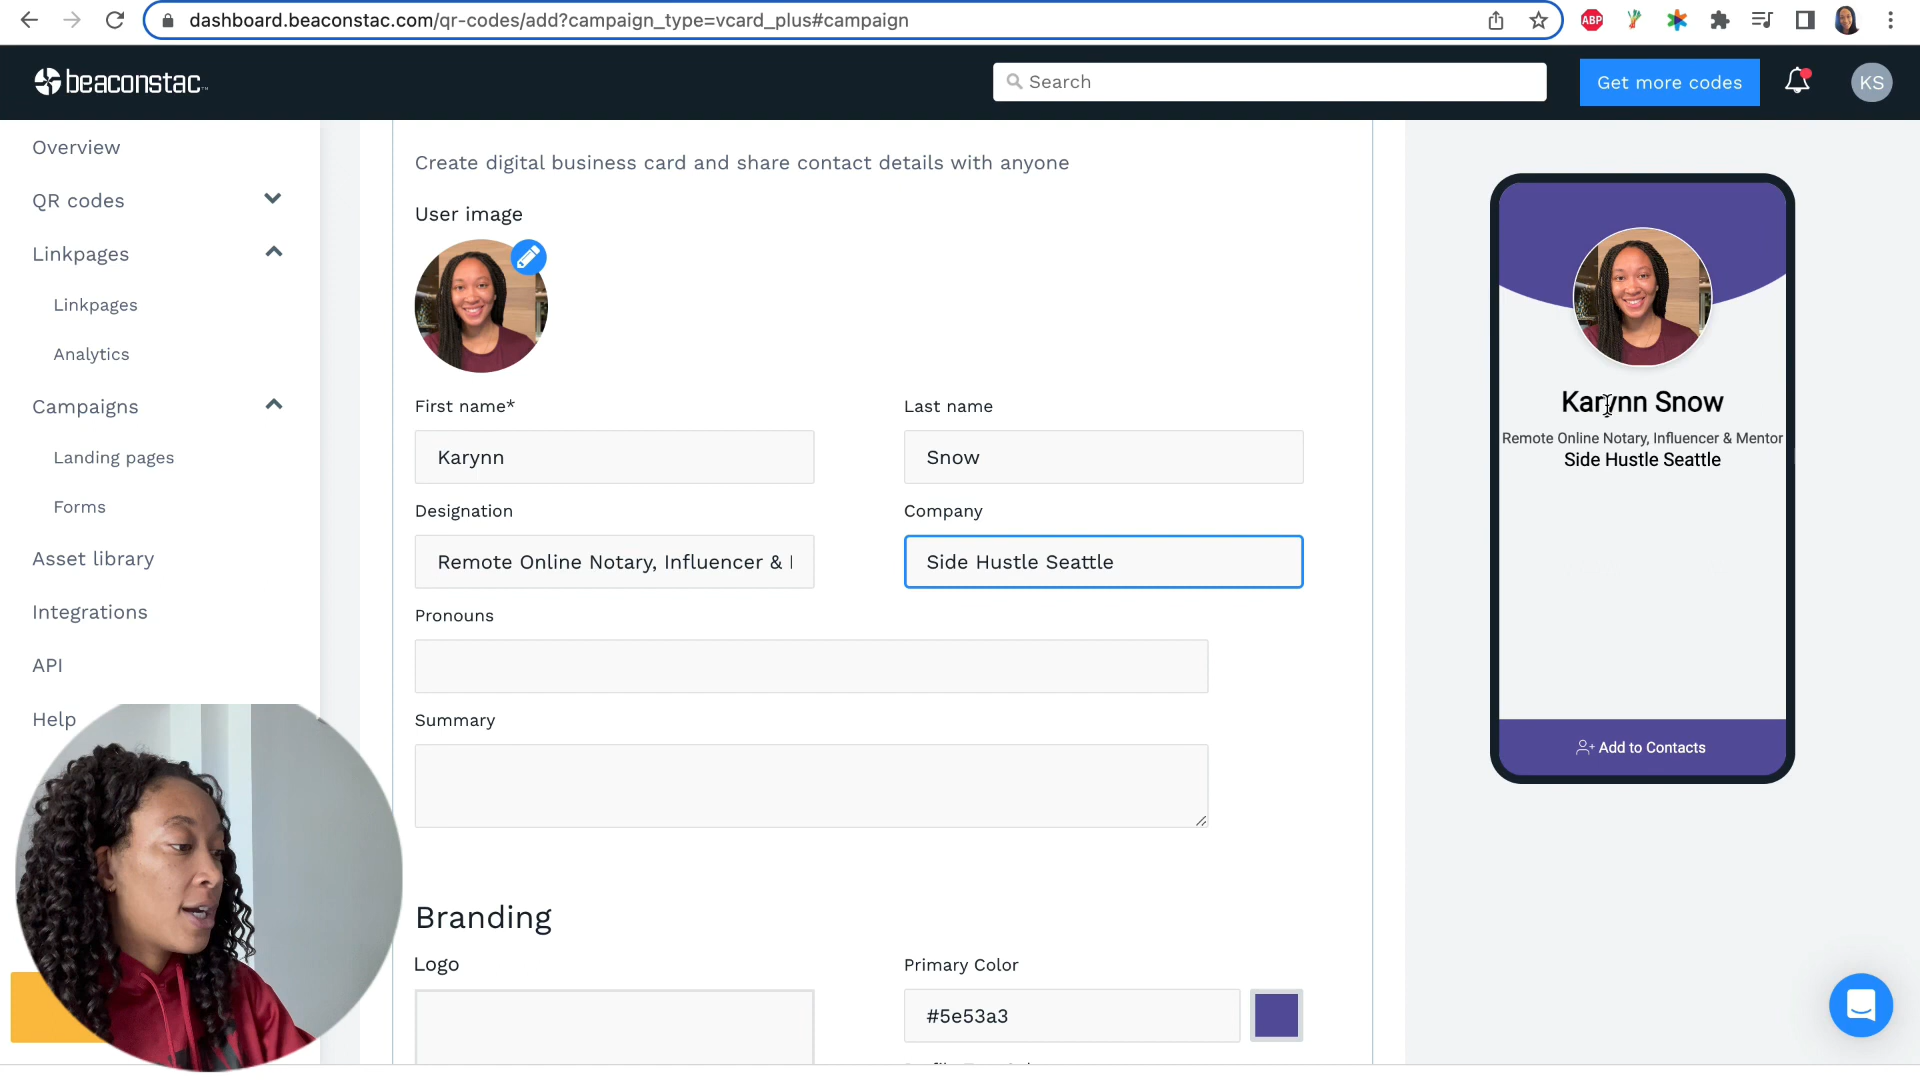 dashboard.beaconstac.com/qr-codes/add?campaign_type=vcard_plus#campaign
ABP
beaconstac
Search
Get more codes
KS
Overview
QR codes
Linkpages
Linkpages
Analytics
Campaigns
Landing pages
Forms
Asset library
Integrations
API
Help
Create digital business card and share contact details with anyone
User image
First name*
Last name
Karynn
Snow
Designation
Company
Remote Online Notary, Influencer &
Side Hustle Seattle
Pronouns
Summary
Branding
Logo
Primary Color
#5e53a3
Karynn Snow
Remote Online Notary, Influencer & Mentor
Side Hustle Seattle
Add to Contacts